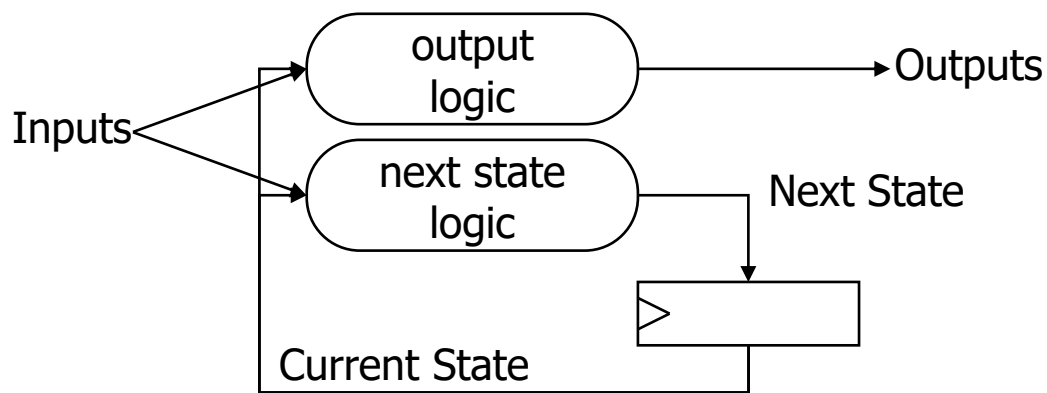 output
logic
Outputs
Inputs
next state
logic
Next State
Current State